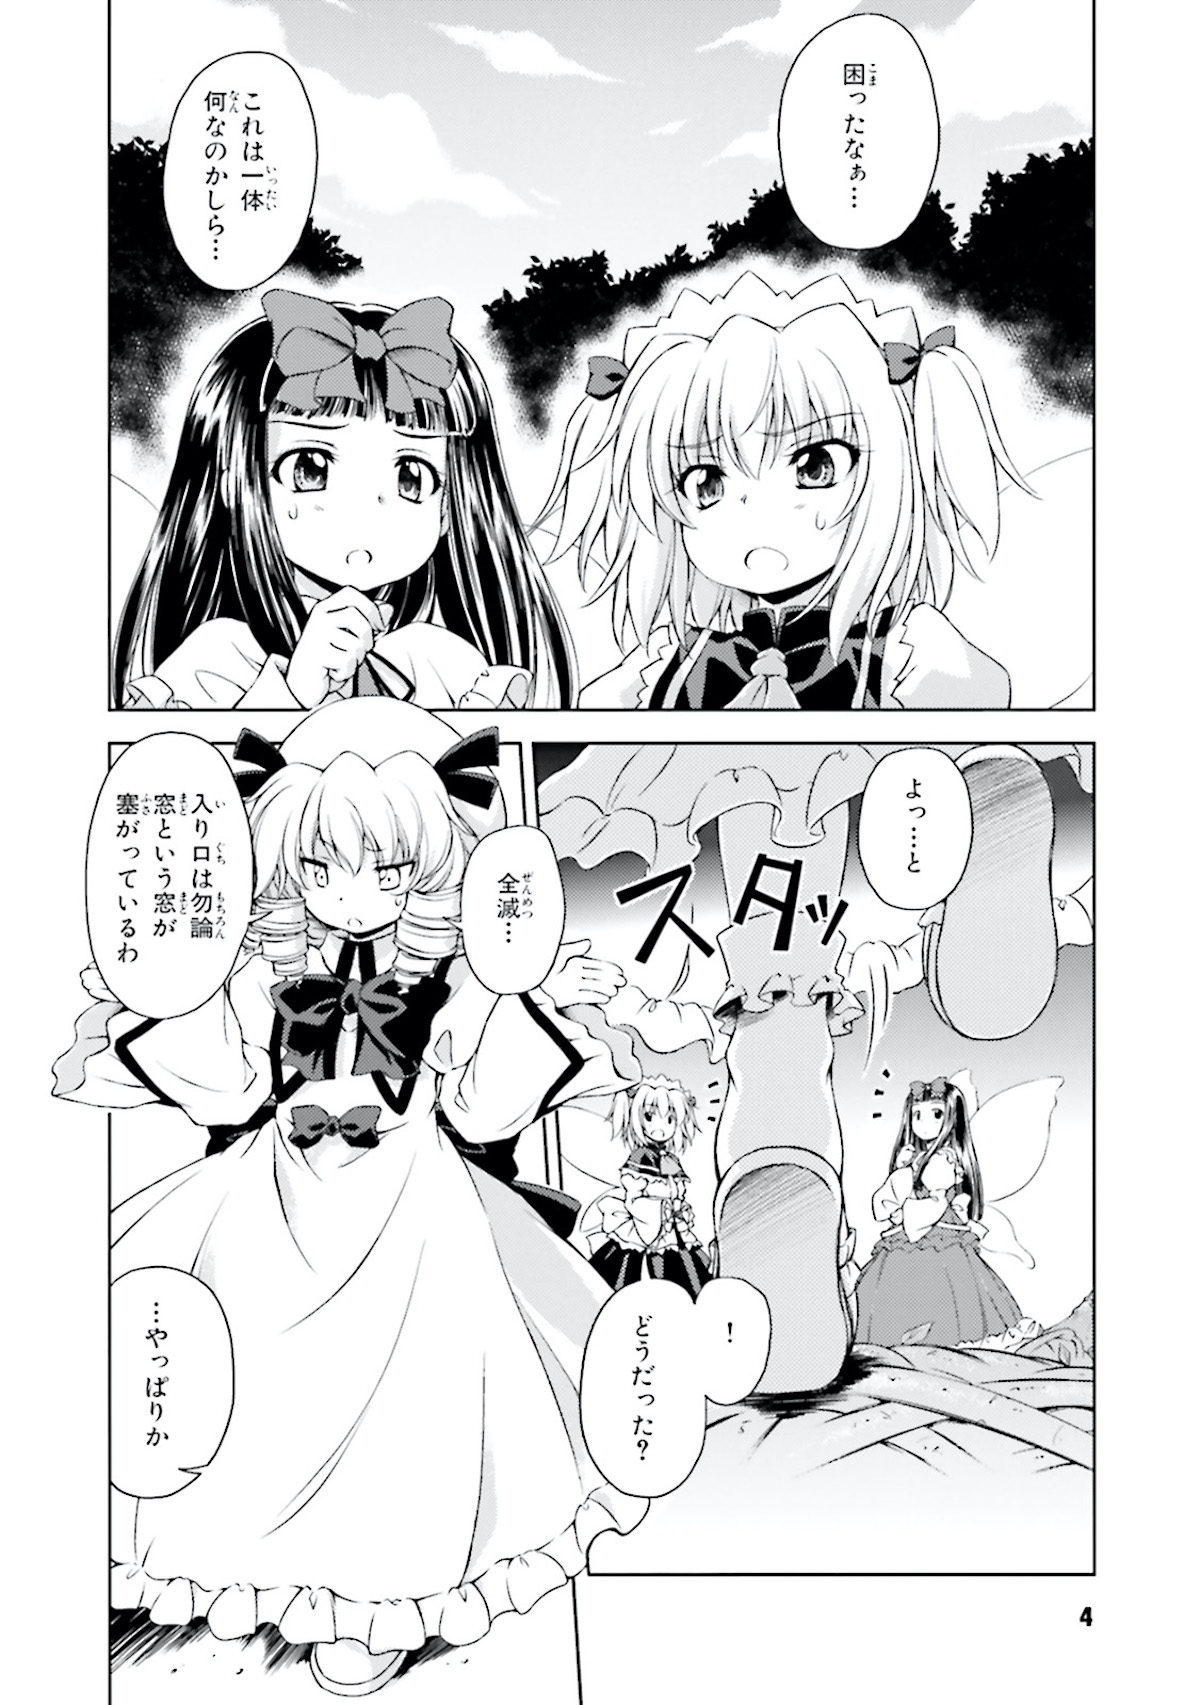 困ったなぁ…
これは一体
何なのかしら…
よっ…と
スタッ
！
どうだった？
全滅…
入り口は勿論
窓という窓が
塞がっているわ
…やっぱりか
4